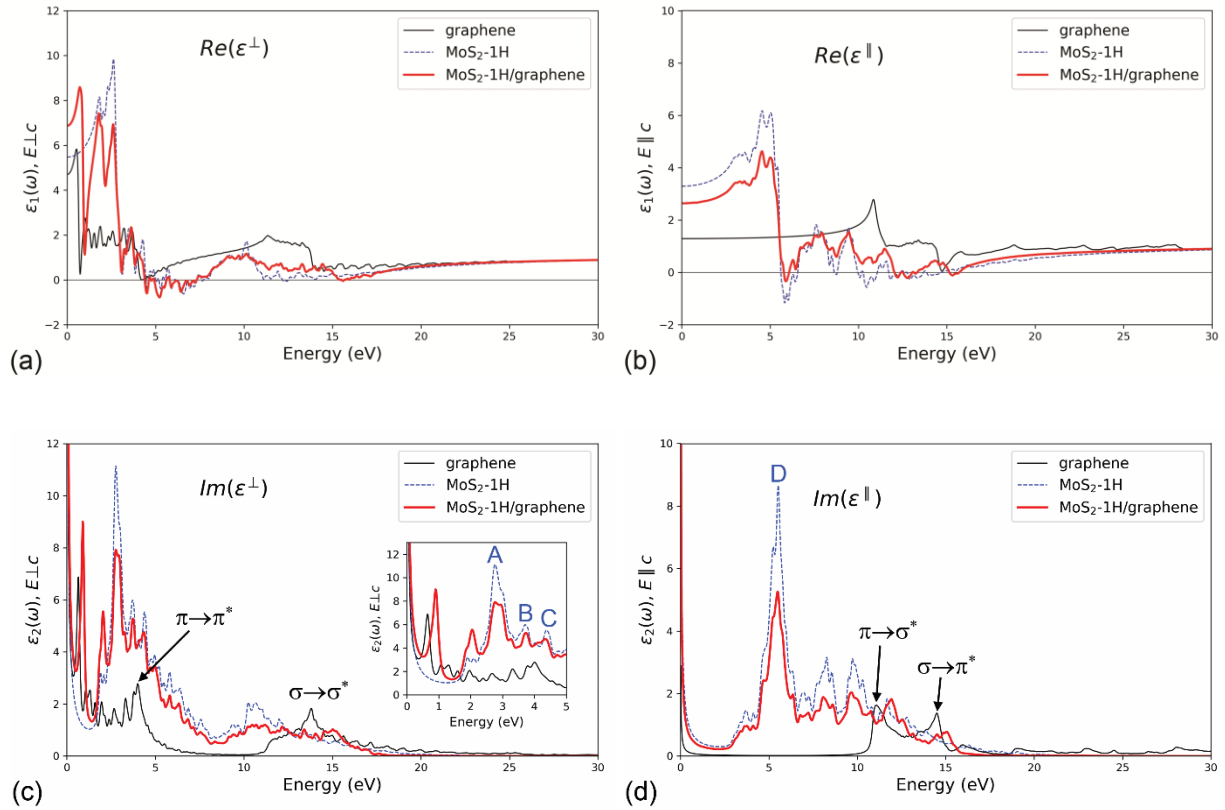 Re(ε⊥)
graphene
MoS₂-1H
MoS₂-1H/graphene
ε₁(ω), E⊥c
12
10
8
6
4
2
0
−2
0 5 10 15 20 25 30
Energy (eV)
(a)
Re(ε∥)
graphene
MoS₂-1H
MoS₂-1H/graphene
ε₁(ω), E ∥ c
10
8
6
4
2
0
−2
0 5 10 15 20 25 30
Energy (eV)
(b)
Im(ε⊥)
graphene
MoS₂-1H
MoS₂-1H/graphene
ε₂(ω), E⊥c
12
10
8
6
4
2
0
π→π*
σ→σ*
A
B
C
ε₂(ω), E⊥c
12
10
8
6
4
2
0
0 1 2 3 4 5
Energy (eV)
0 5 10 15 20 25 30
Energy (eV)
(c)
D
Im(ε∥)
graphene
MoS₂-1H
MoS₂-1H/graphene
ε₂(ω), E ∥ c
10
8
6
4
2
0
π→σ*
σ→π*
0 5 10 15 20 25 30
Energy (eV)
(d)